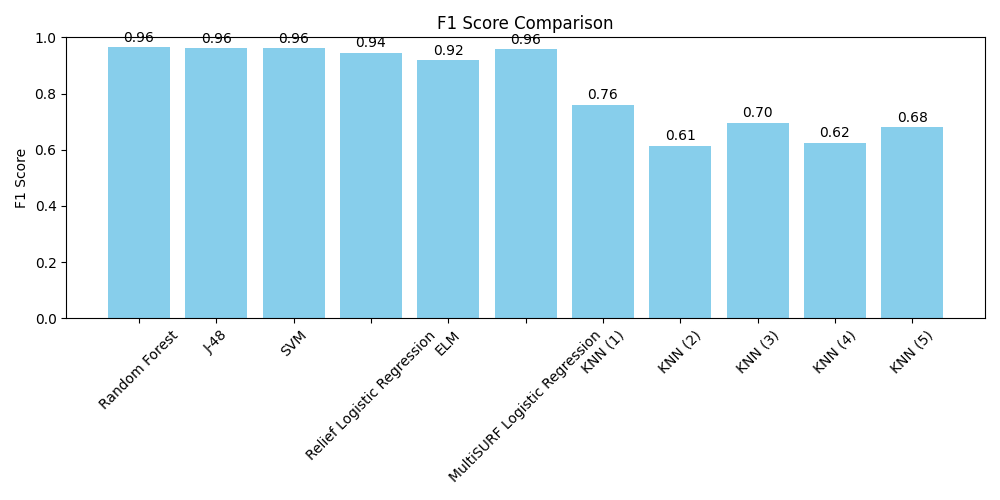 F1 Score Comparison
F1 Score
1.0
0.8
0.6
0.4
0.2
0.0
0.96
0.96
0.96
0.94
0.92
0.96
0.76
0.61
0.70
0.62
0.68
Random Forest
J-48
SVM
Relief Logistic Regression
ELM
MultiSURF Logistic Regression
KNN (1)
KNN (2)
KNN (3)
KNN (4)
KNN (5)